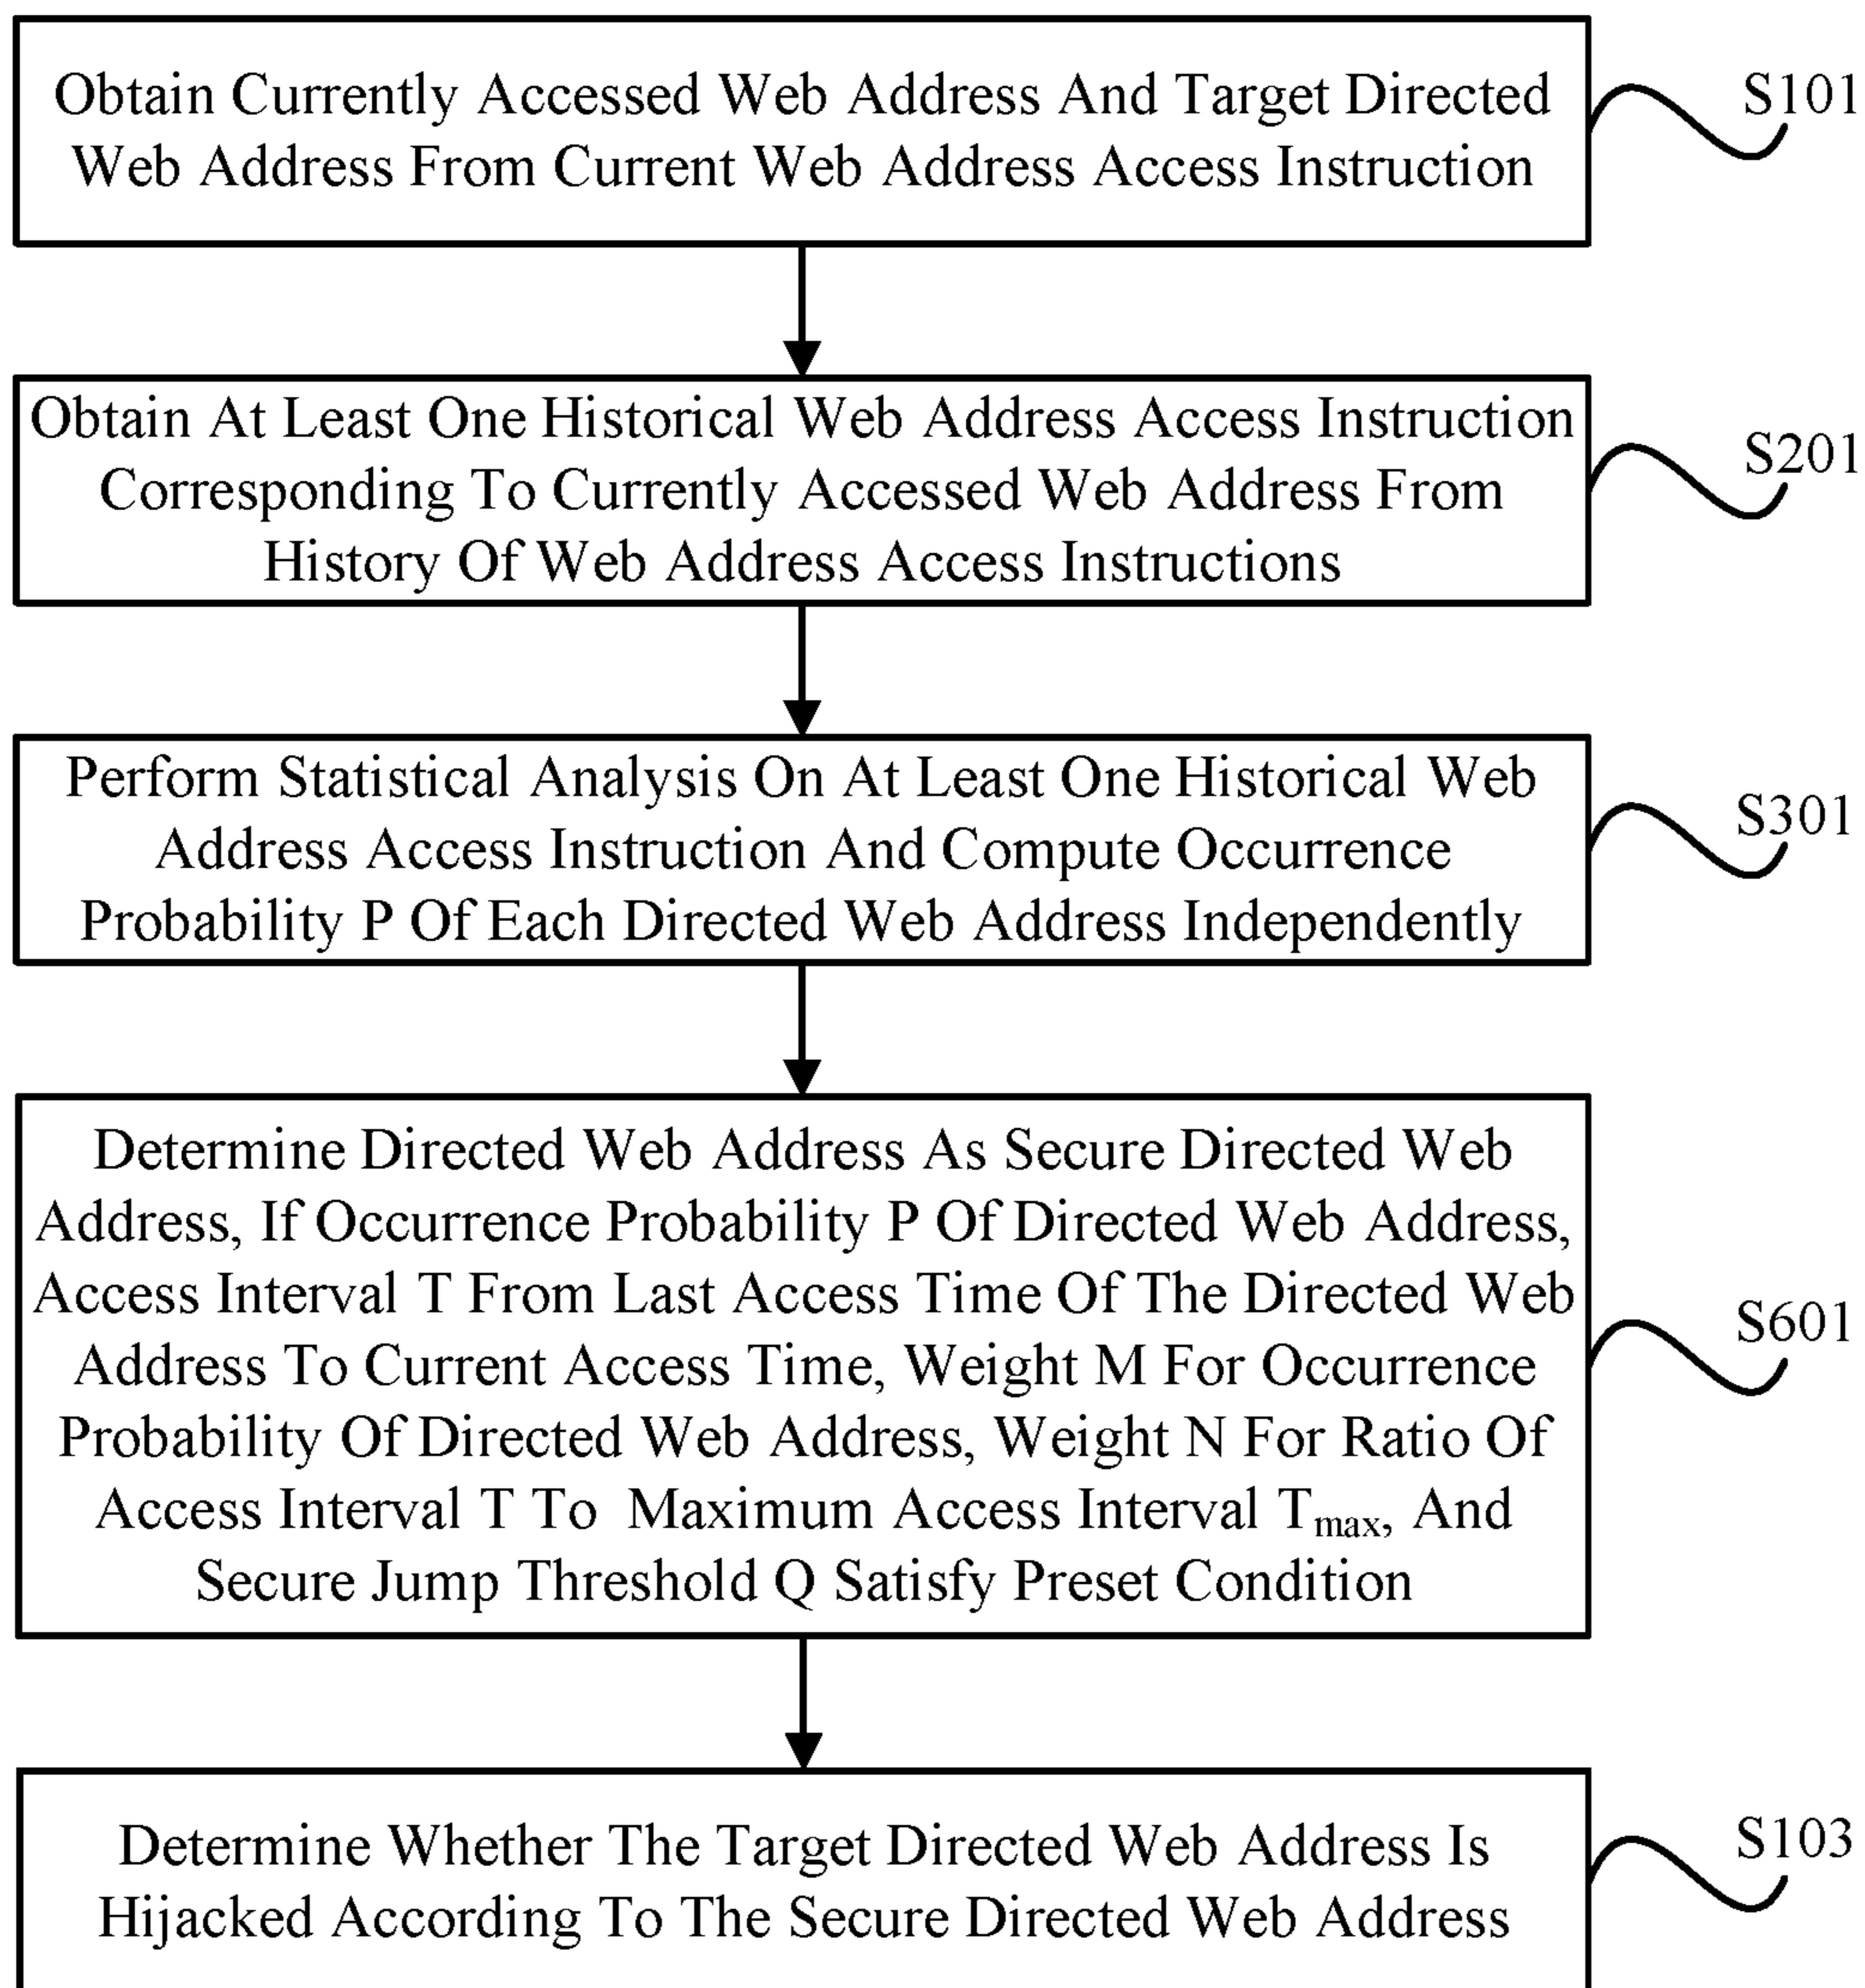 Obtain Currently Accessed Web Address And Target Directed
Web Address From Current Web Address Access Instruction
S101
Obtain At Least One Historical Web Address Access Instruction
Corresponding To Currently Accessed Web Address From
History Of Web Address Access Instructions
S201
Perform Statistical Analysis On At Least One Historical Web
Address Access Instruction And Compute Occurrence
Probability P Of Each Directed Web Address Independently
S301
Determine Directed Web Address As Secure Directed Web
Address, If Occurrence Probability P Of Directed Web Address,
Access Interval T From Last Access Time Of The Directed Web
Address To Current Access Time, Weight M For Occurrence
Probability Of Directed Web Address, Weight N For Ratio Of
Access Interval T To Maximum Access Interval Tmax, And
Secure Jump Threshold Q Satisfy Preset Condition
S601
Determine Whether The Target Directed Web Address Is
Hijacked According To The Secure Directed Web Address
S103